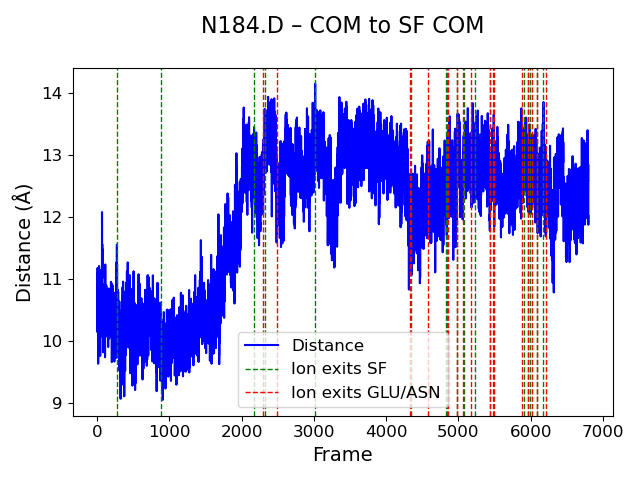 N184.D – COM to SF COM
14
13
12
11
10
9
Distance (Å)
Distance
Ion exits SF
Ion exits GLU/ASN
0 1000 2000 3000 4000 5000 6000 7000
Frame